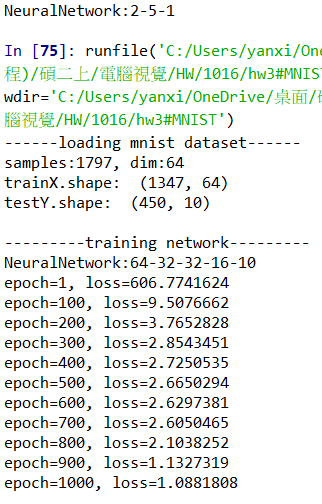 NeuralNetwork:2-5-1
In [75]: runfile('C:/Users/yanxi/One
程)/碩二上/電腦視覺/HW/1016/hw3#MNIST
wdir='C:/Users/yanxi/OneDrive/桌面/
腦視覺/HW/1016/hw3#MNIST')
------loading mnist dataset------
samples:1797, dim:64
trainX.shape:  (1347, 64)
testY.shape:  (450, 10)
---------training network---------
NeuralNetwork:64-32-32-16-10
epoch=1, loss=606.7741624
epoch=100, loss=9.5076662
epoch=200, loss=3.7652828
epoch=300, loss=2.8543451
epoch=400, loss=2.7250535
epoch=500, loss=2.6650294
epoch=600, loss=2.6297381
epoch=700, loss=2.6050465
epoch=800, loss=2.1038252
epoch=900, loss=1.1327319
epoch=1000, loss=1.0881808